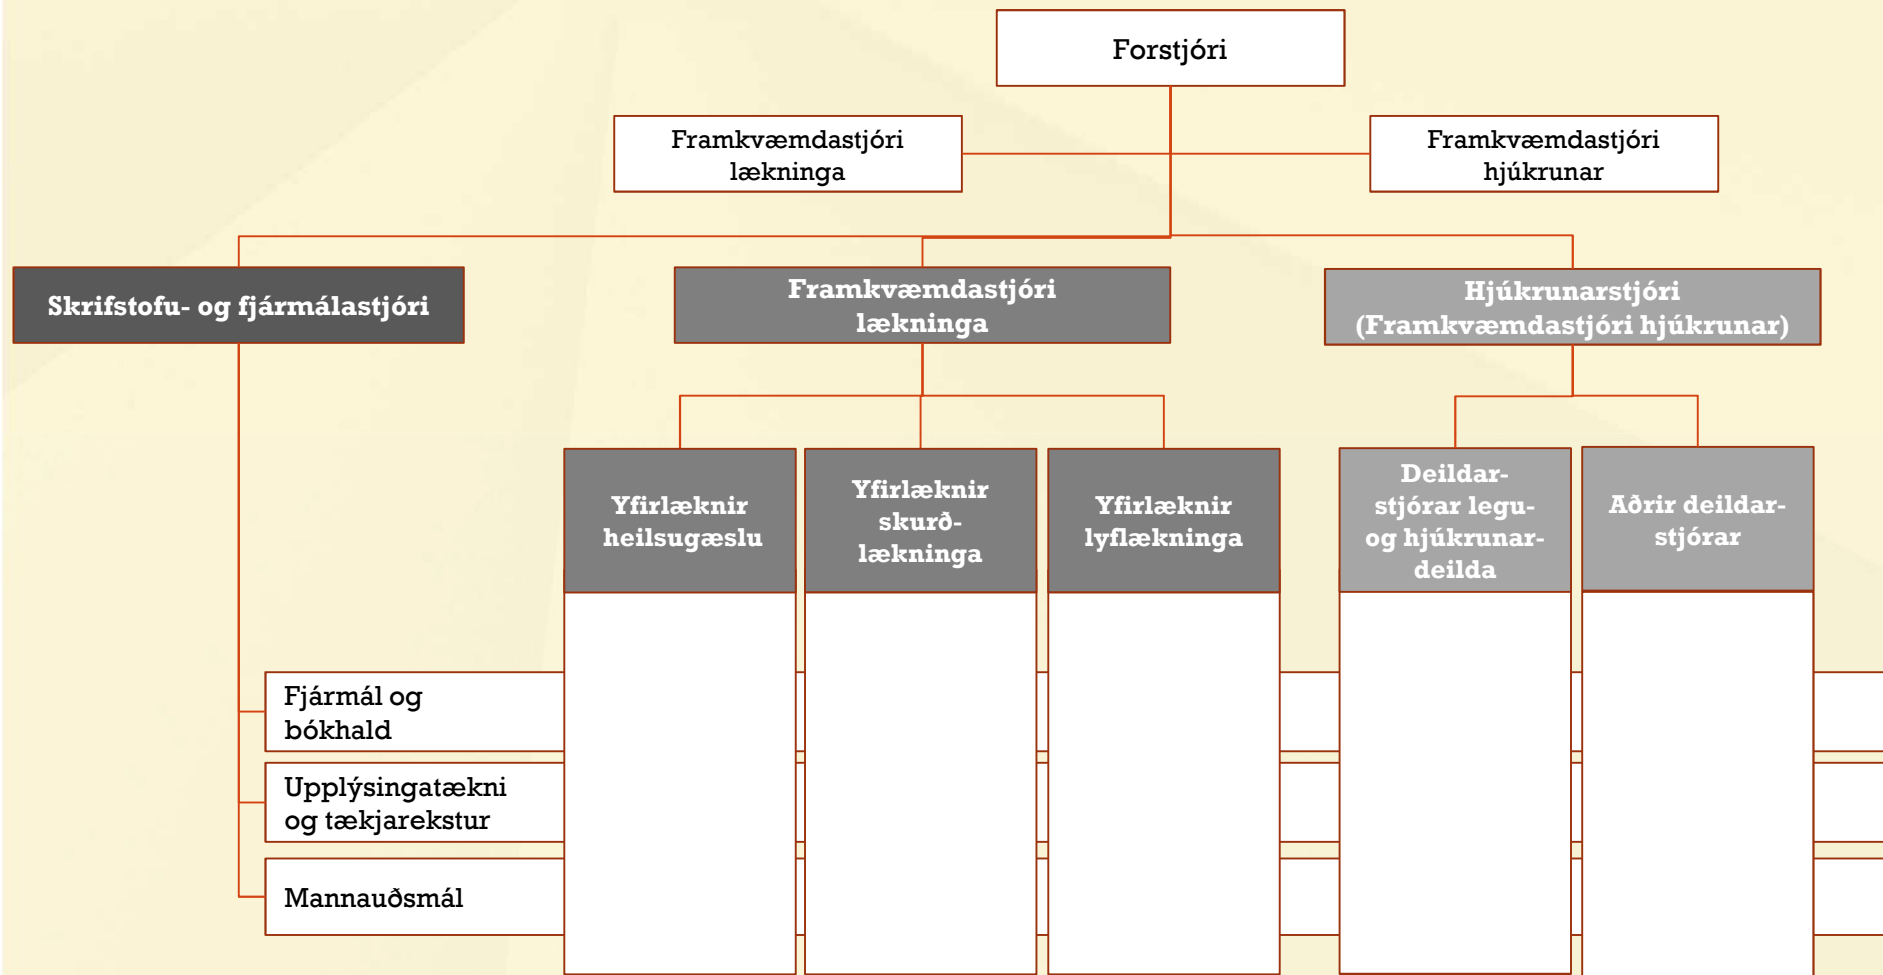 Forstjóri
Framkvæmdastjóri
lækninga
Framkvæmdastjóri
hjúkrunar
Skrifstofu- og fjármálastjóri
Framkvæmdastjóri
lækninga
Hjúkrunarstjóri
(Framkvæmdastjóri hjúkrunar)
Yfirlæknir
heilsugæslu
Yfirlæknir
skurð-
lækninga
Yfirlæknir
lyflækninga
Deildar-
stjórar legu-
og hjúkrunar-
deilda
Aðrir deildar-
stjórar
Fjármál og
bókhald
Upplýsingatækni
og tækjarekstur
Mannauðsmál